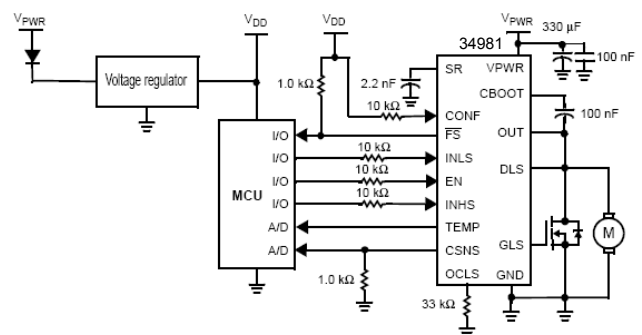 VPWR
VDD
VDD
VPWR
330 µF
100 nF
34981
Voltage regulator
1.0 kΩ
2.2 nF
SR
VPWR
CBOOT
10 kΩ
CONF
100 nF
I/O
FS
OUT
10 kΩ
I/O
INLS
10 kΩ
DLS
MCU
I/O
EN
10 kΩ
I/O
INHS
A/D
TEMP
M
A/D
CSNS
GLS
1.0 kΩ
OCLS
GND
33 kΩ